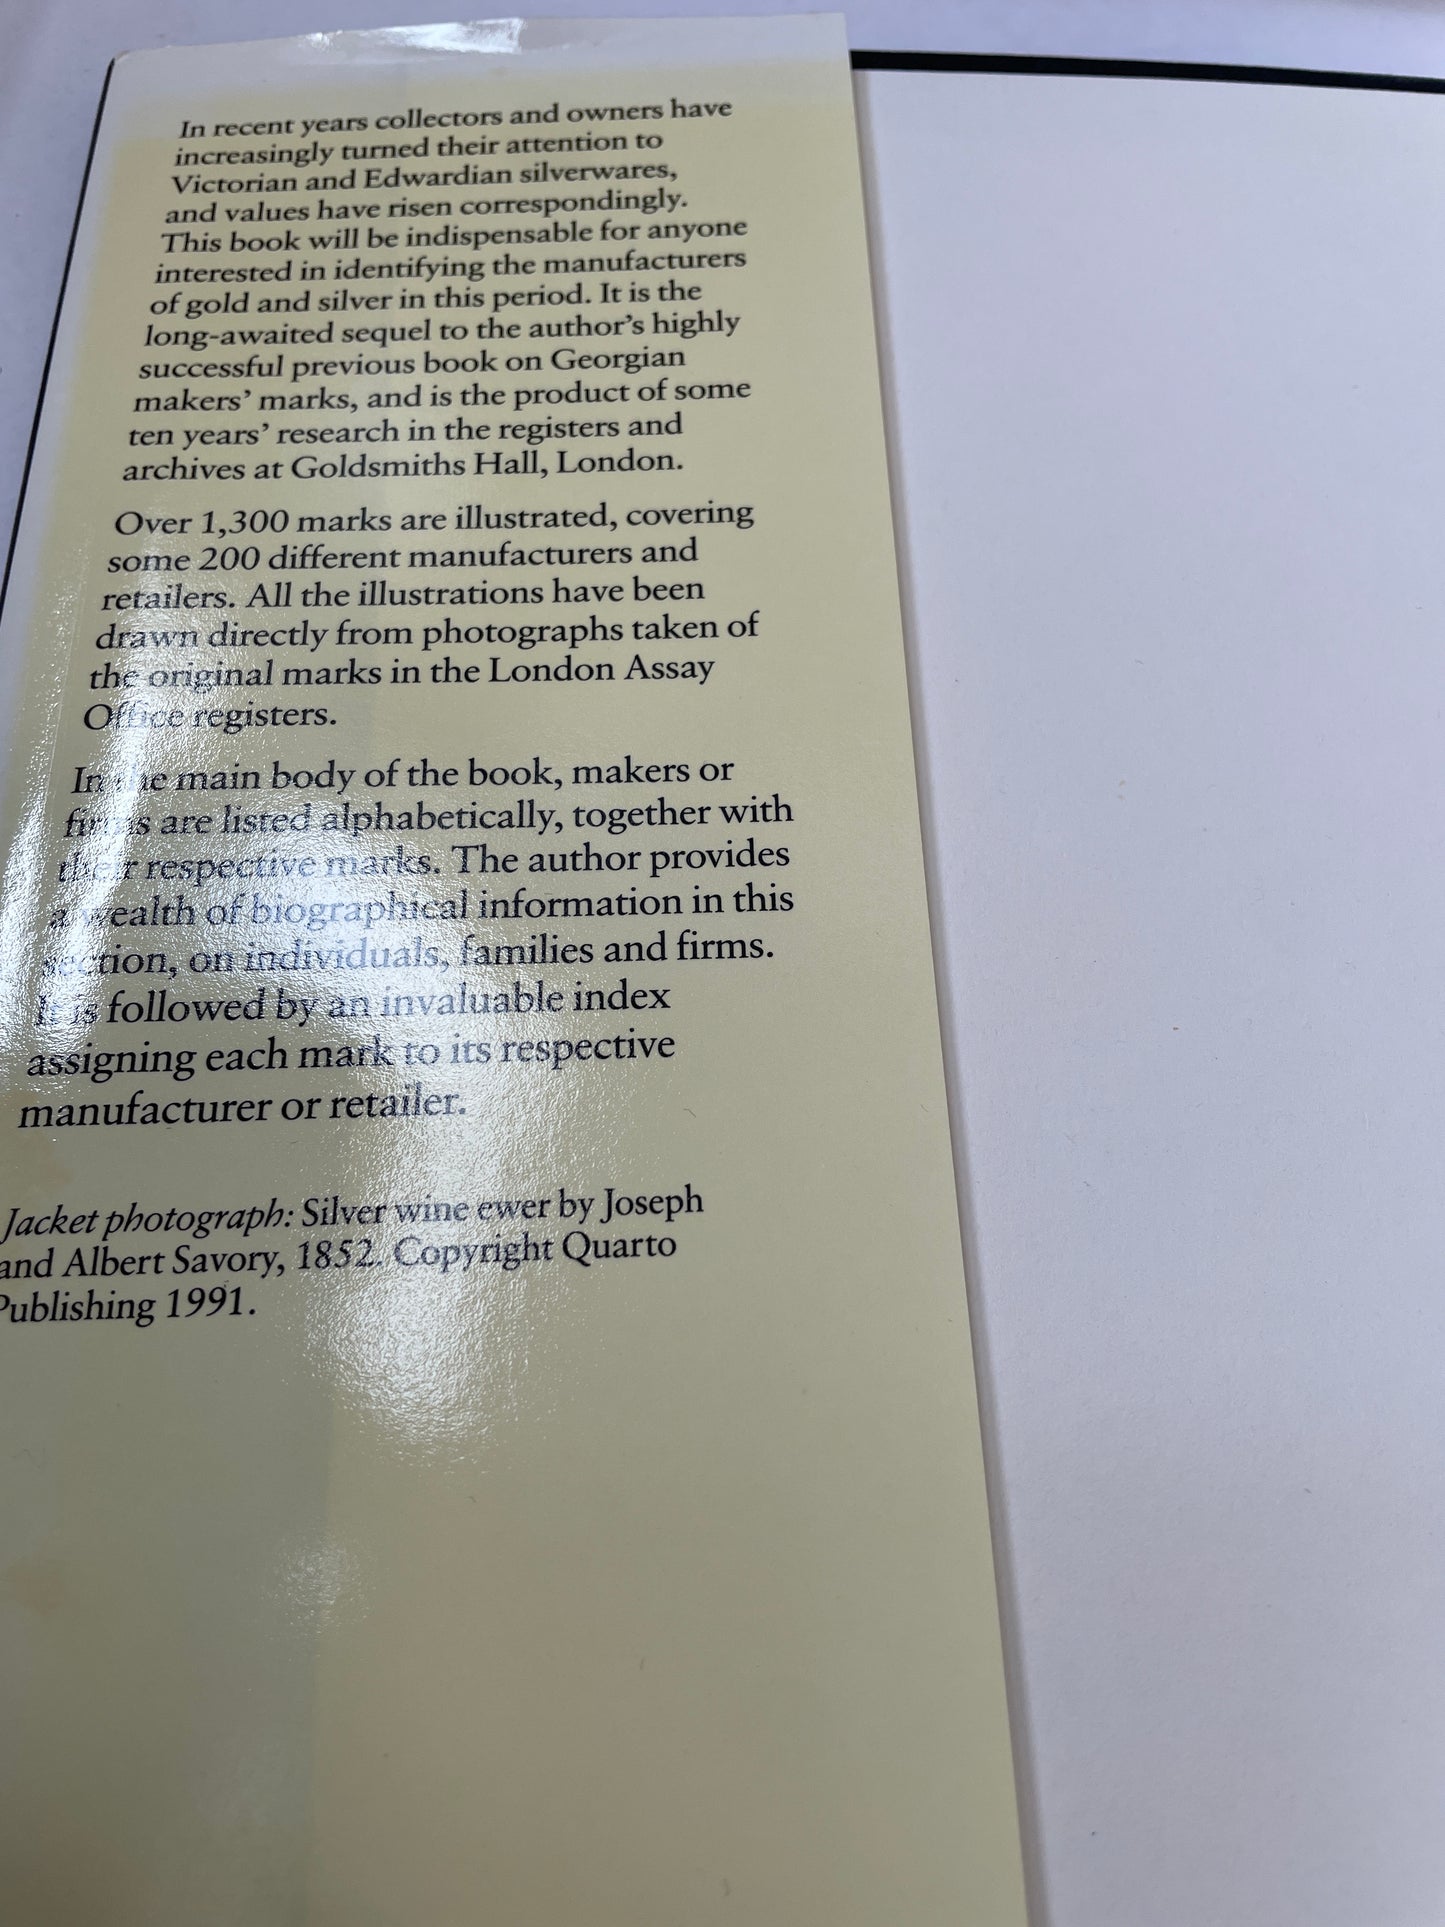 In recent years collectors and owners have
increasingly turned their attention to
Victorian and Edwardian silverwares,
and values have risen correspondingly.
This book will be indispensable for anyone
interested in identifying the manufacturers
of gold and silver in this period. It is the
long-awaited sequel to the author's highly
successful previous book on Georgian
makers' marks, and is the product of some
ten years' research in the registers and
archives at Goldsmiths Hall, London.
Over 1,300 marks are illustrated, covering
some 200 different manufacturers and
retailers. All the illustrations have been
drawn directly from photographs taken of
the original marks in the London Assay
Office registers.
In the main body of the book, makers or
firms are listed alphabetically, together with
their respective marks. The author provides
a wealth of biographical information in this
section, on individuals, families and firms.
It is followed by an invaluable index
assigning each mark to its respective
manufacturer or retailer.
Jacket photograph: Silver wine ewer by Joseph
and Albert Savory, 1852. Copyright Quarto
Publishing 1991.